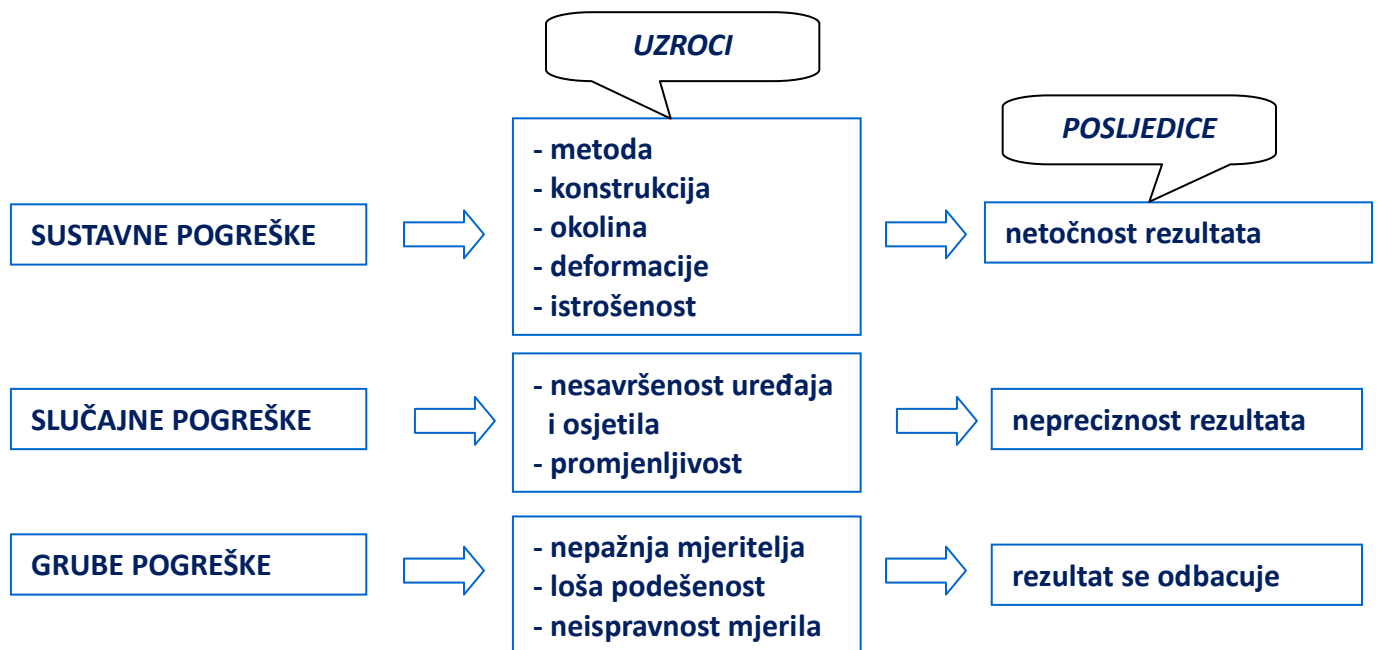 UZROCI
POSLJEDICE
SUSTAVNE POGREŠKE
- metoda
- konstrukcija
- okolina
- deformacije
- istrošenost
netočnost rezultata
SLUČAJNE POGREŠKE
- nesavršenost uređaja
i osjetila
- promjenljivost
nepreciznost rezultata
GRUBE POGREŠKE
- nepažnja mjeritelja
- loša podešenost
- neispravnost mjerila
rezultat se odbacuje